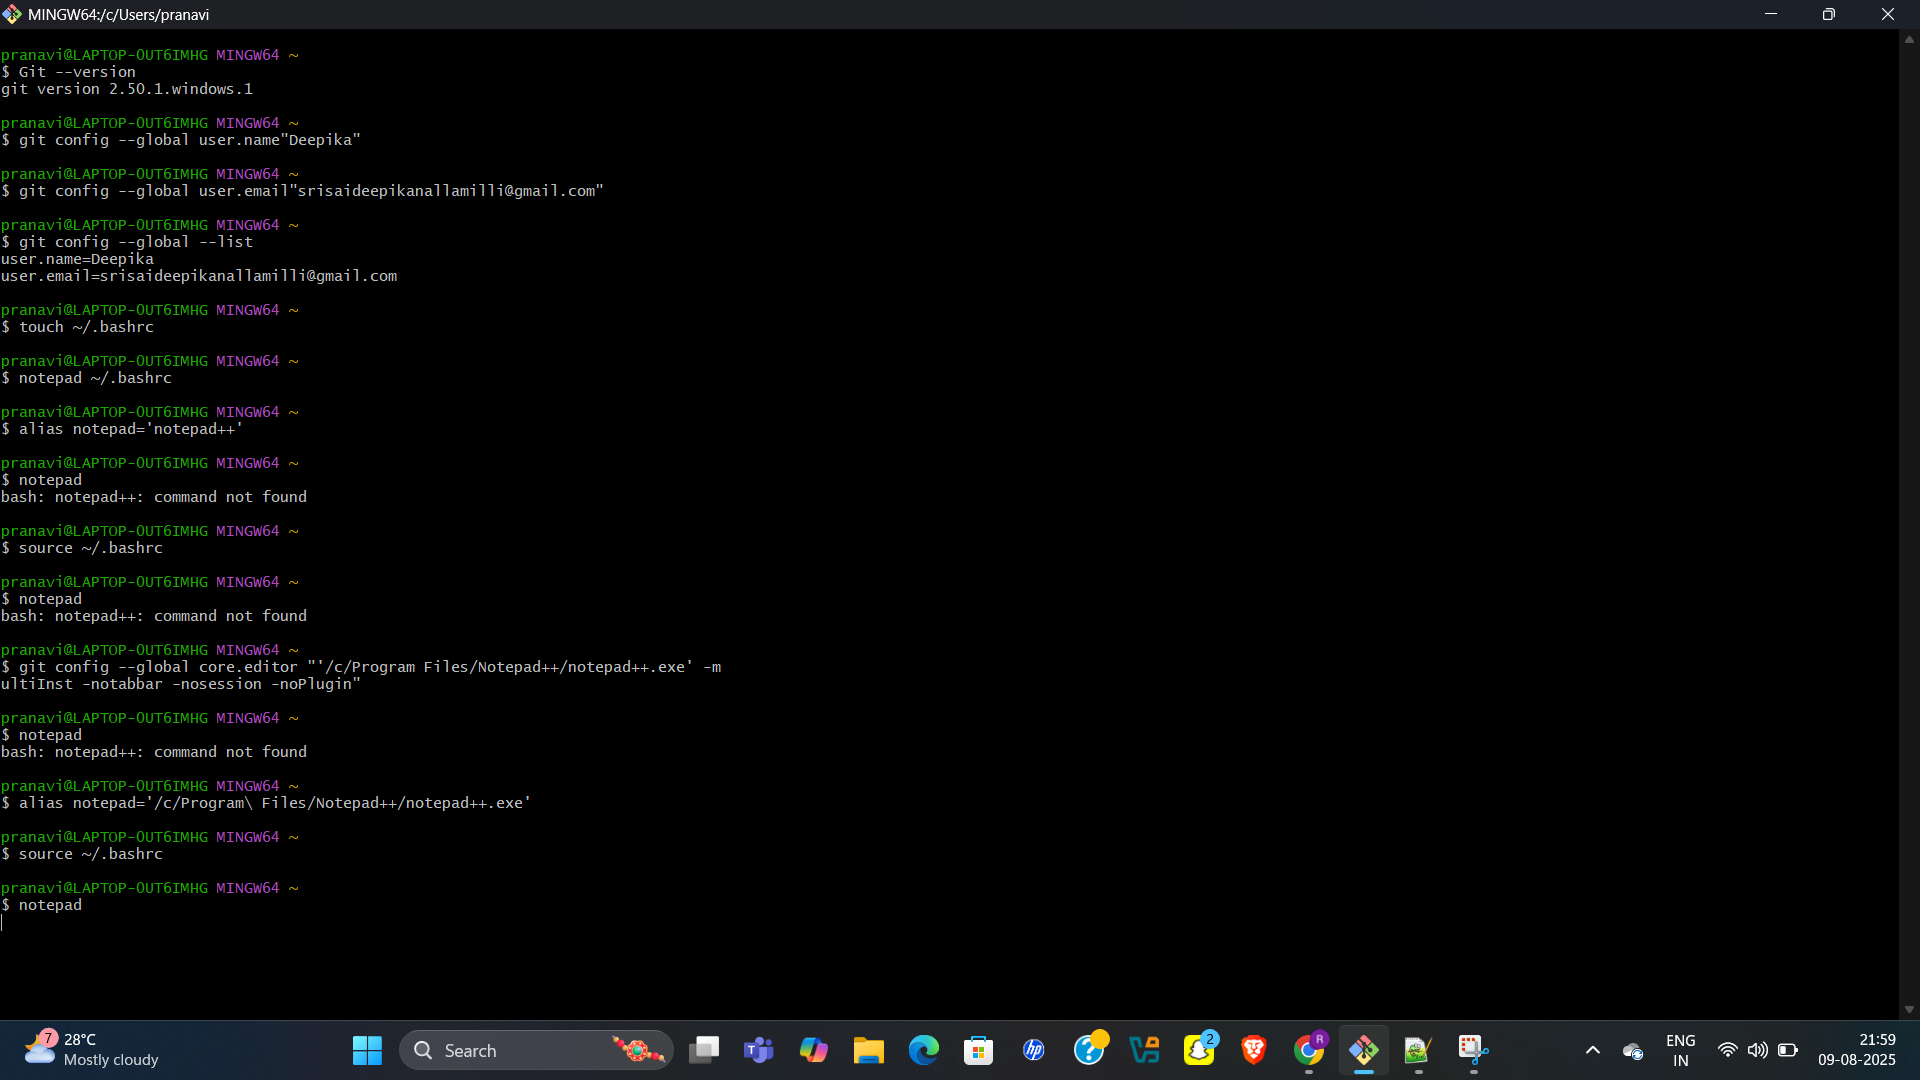 MINGW64:/c/Users/pranavi
pranavi@LAPTOP-OUT6IMHG MINGW64 ~
$ Git --version
git version 2.50.1.windows.1
pranavi@LAPTOP-OUT6IMHG MINGW64 ~
$ git config --global user.name"Deepika"
pranavi@LAPTOP-OUT6IMHG MINGW64 ~
$ git config --global user.email"srisaideepikanallamilli@gmail.com"
pranavi@LAPTOP-OUT6IMHG MINGW64 ~
$ git config --global --list
user.name=Deepika
user.email=srisaideepikanallamilli@gmail.com
pranavi@LAPTOP-OUT6IMHG MINGW64 ~
$ touch ~/.bashrc
pranavi@LAPTOP-OUT6IMHG MINGW64 ~
$ notepad ~/.bashrc
pranavi@LAPTOP-OUT6IMHG MINGW64 ~
$ alias notepad='notepad++'
pranavi@LAPTOP-OUT6IMHG MINGW64 ~
$ notepad
bash: notepad++: command not found
pranavi@LAPTOP-OUT6IMHG MINGW64 ~
$ source ~/.bashrc
pranavi@LAPTOP-OUT6IMHG MINGW64 ~
$ notepad
bash: notepad++: command not found
pranavi@LAPTOP-OUT6IMHG MINGW64 ~
$ git config --global core.editor "'/c/Program Files/Notepad++/notepad++.exe' -m
ultiInst -notabbar -nosession -noPlugin"
pranavi@LAPTOP-OUT6IMHG MINGW64 ~
$ notepad
bash: notepad++: command not found
pranavi@LAPTOP-OUT6IMHG MINGW64 ~
$ alias notepad='/c/Program\ Files/Notepad++/notepad++.exe'
pranavi@LAPTOP-OUT6IMHG MINGW64 ~
$ source ~/.bashrc
pranavi@LAPTOP-OUT6IMHG MINGW64 ~
$ notepad
7
28°C
Mostly cloudy
Search
T
hp
?
2
R
ENG
IN
21:59
09-08-2025